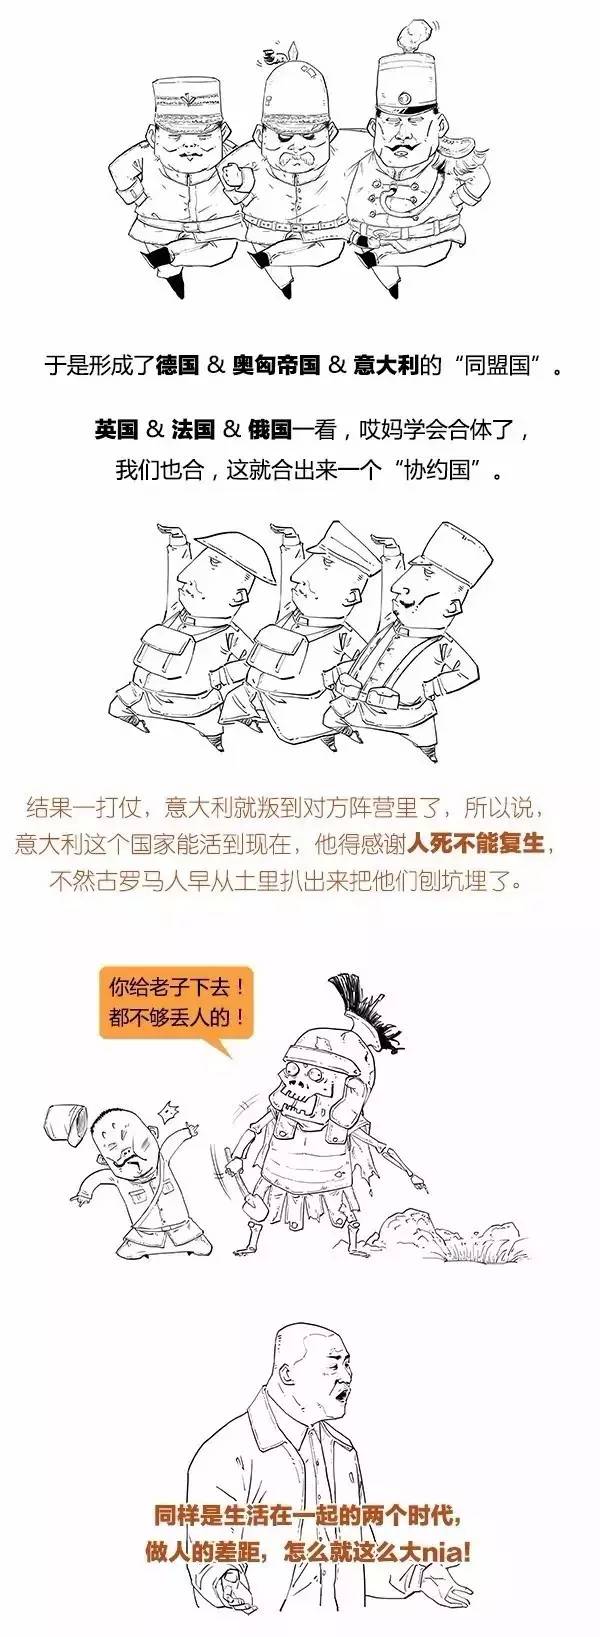 于是形成了德国 & 奥匈帝国 & 意大利的“同盟国”。
英国 & 法国 & 俄国一看，哎妈学会合体了，
我们也合，这就合出来一个“协约国”。
结果一打仗，意大利就叛到对方阵营里了，所以说，
意大利这个国家能活到现在，他得感谢人死不能复生，
不然古罗马人早从土里扒出来把他们刨坑埋了。
你给老子下去！
都不够丢人的！
同样是生活在一起的两个时代，
做人的差距，怎么就这么大nia!